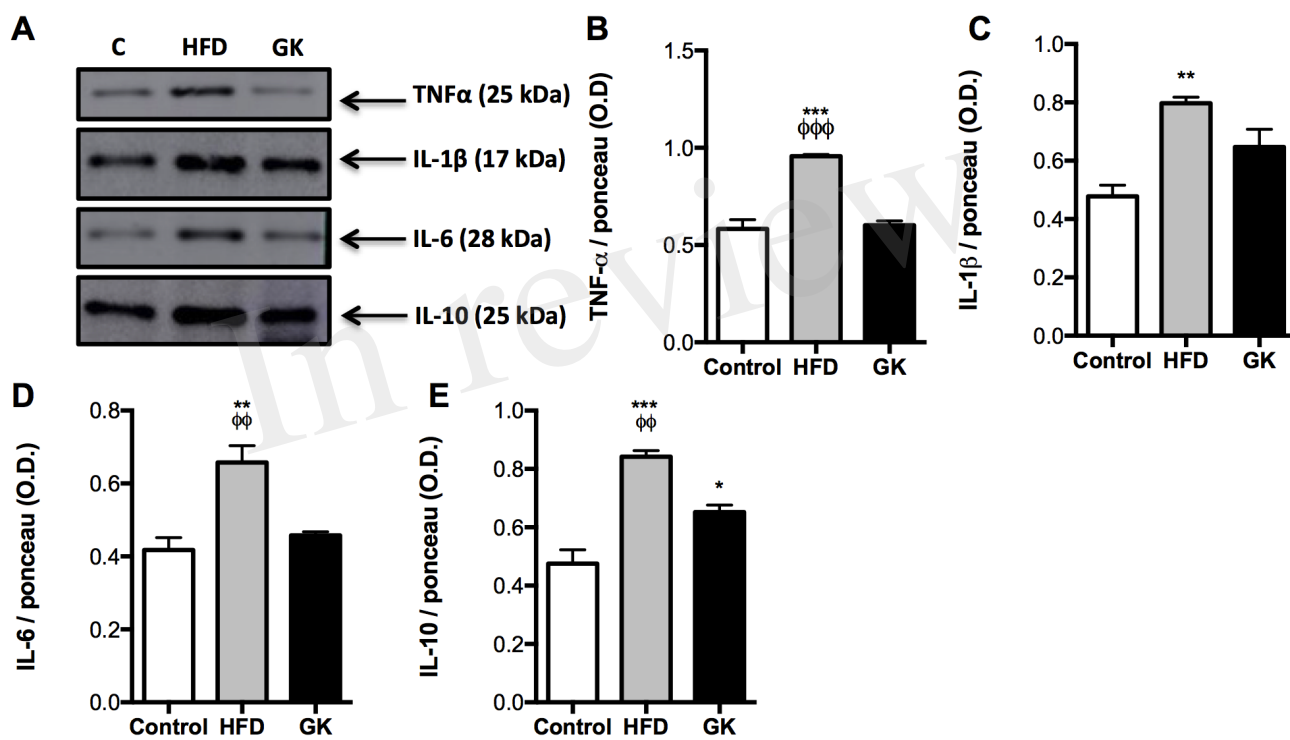 A
C HFD GK
TNFα (25 kDa)
IL-1β (17 kDa)
IL-6 (28 kDa)
IL-10 (25 kDa)
B
TNF-α / ponceau (O.D)
1.5
1.0
0.5
0.0
***
ϕϕϕ
Control HFD GK
C
IL-1β / ponceau (O.D.)
1.0
0.8
0.6
0.4
0.2
0.0
**
Control HFD GK
D
IL-6 / ponceau (O.D.)
0.8
0.6
0.4
0.2
0.0
**
ϕϕ
Control HFD GK
E
IL-10 / ponceau (O.D.)
1.0
0.8
0.6
0.4
0.2
0.0
***
ϕϕ
*
Control HFD GK
In review